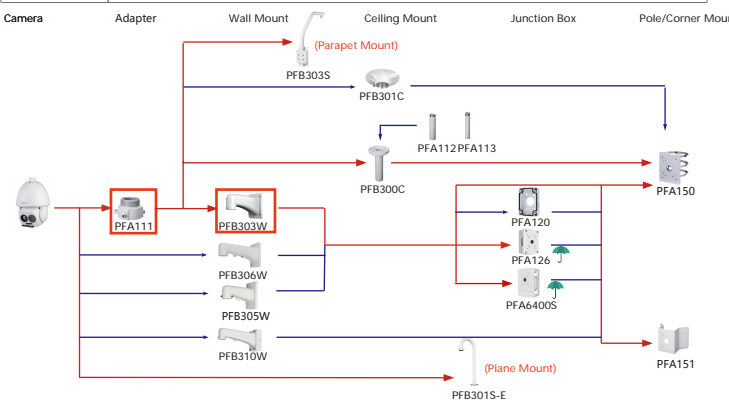 Camera Adapter Wall Mount Ceiling Mount Junction Box Pole/Corner Moun
(Parapet Mount)
PFB303S
PFB301C
PFA112 PFA113
PFB300C
PFA150
PFA111
PFB303W
PFA120
PFB306W
PFA126
PFB305W
PFA6400S
PFB310W
PFA151
(Plane Mount)
PFB301S-E